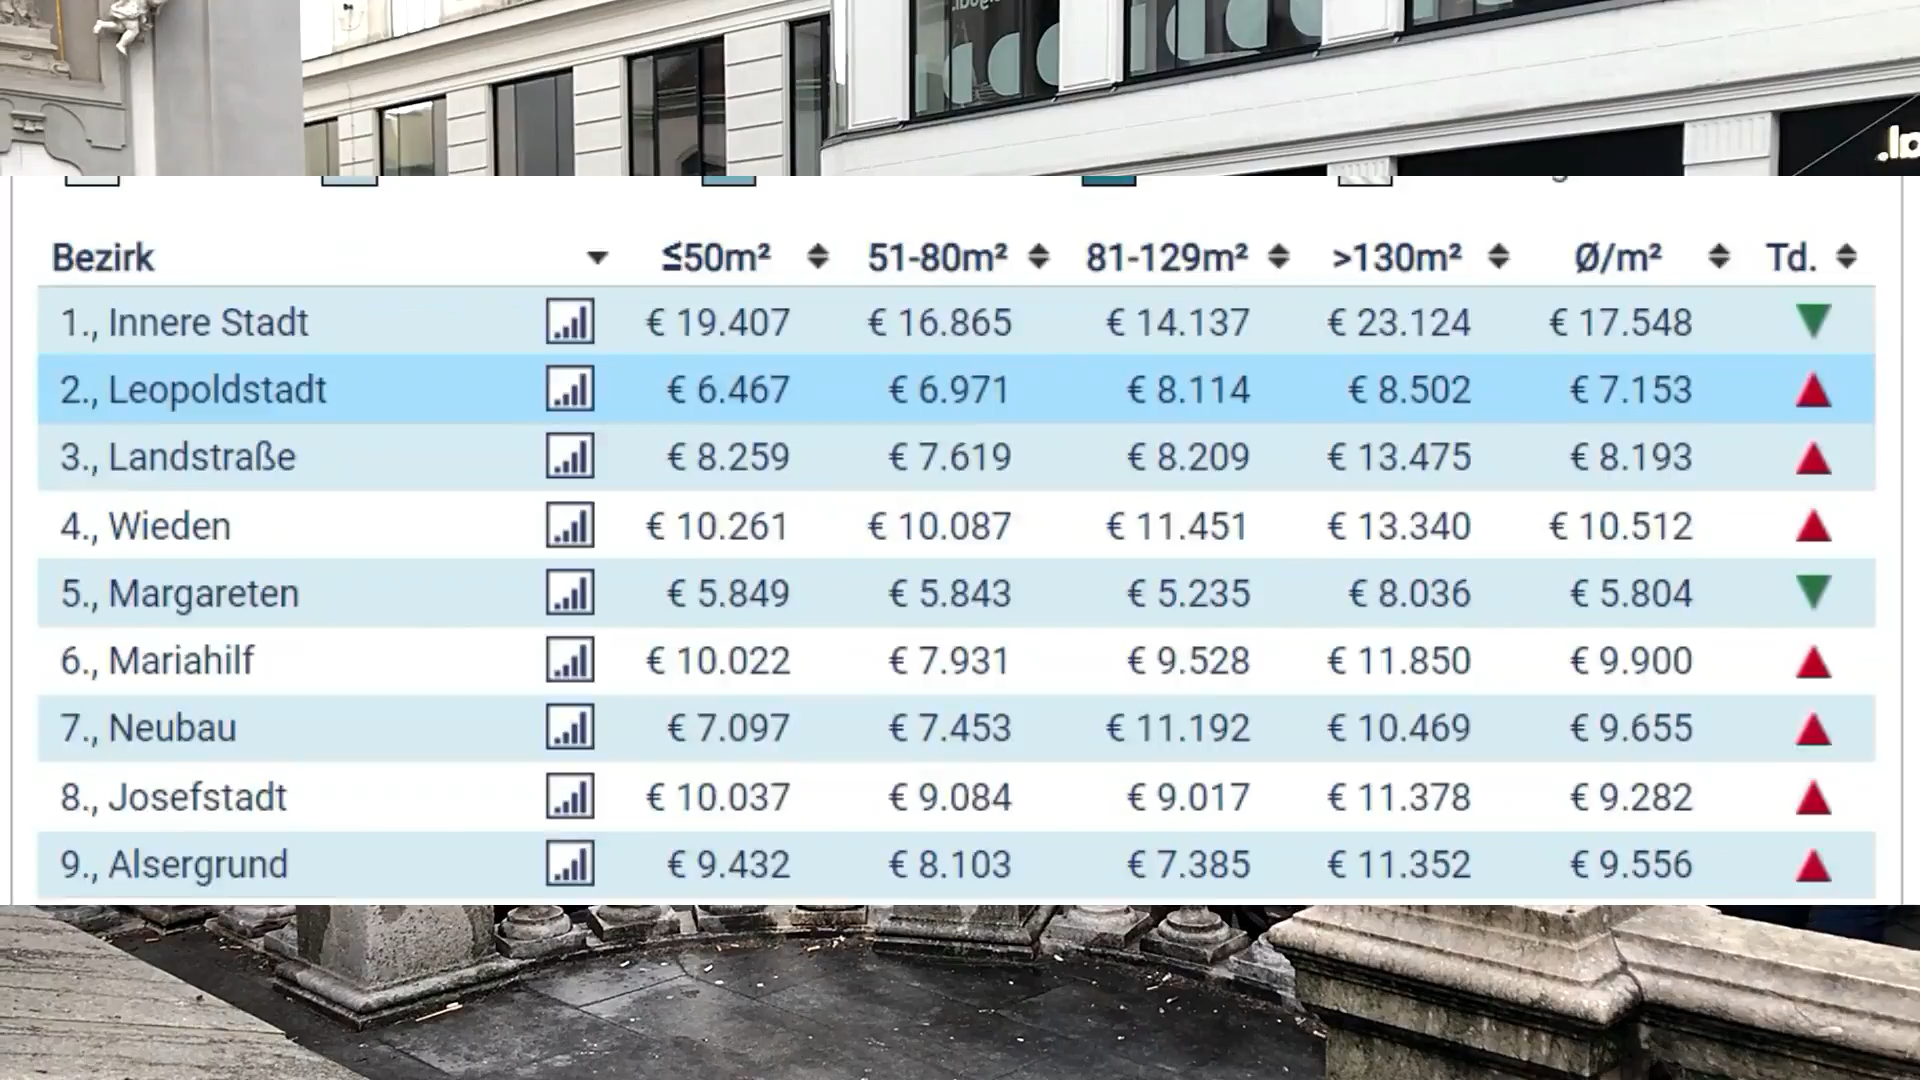 .la
Bezirk ≤50m² 51-80m² 81-129m² >130m² Ø/m² Td.
1., Innere Stadt € 19.407 € 16.865 € 14.137 € 23.124 € 17.548
2., Leopoldstadt € 6.467 € 6.971 € 8.114 € 8.502 € 7.153
3., Landstraße € 8.259 € 7.619 € 8.209 € 13.475 € 8.193
4., Wieden € 10.261 € 10.087 € 11.451 € 13.340 € 10.512
5., Margareten € 5.849 € 5.843 € 5.235 € 8.036 € 5.804
6., Mariahilf € 10.022 € 7.931 € 9.528 € 11.850 € 9.900
7., Neubau € 7.097 € 7.453 € 11.192 € 10.469 € 9.655
8., Josefstadt € 10.037 € 9.084 € 9.017 € 11.378 € 9.282
9., Alsergrund € 9.432 € 8.103 € 7.385 € 11.352 € 9.556